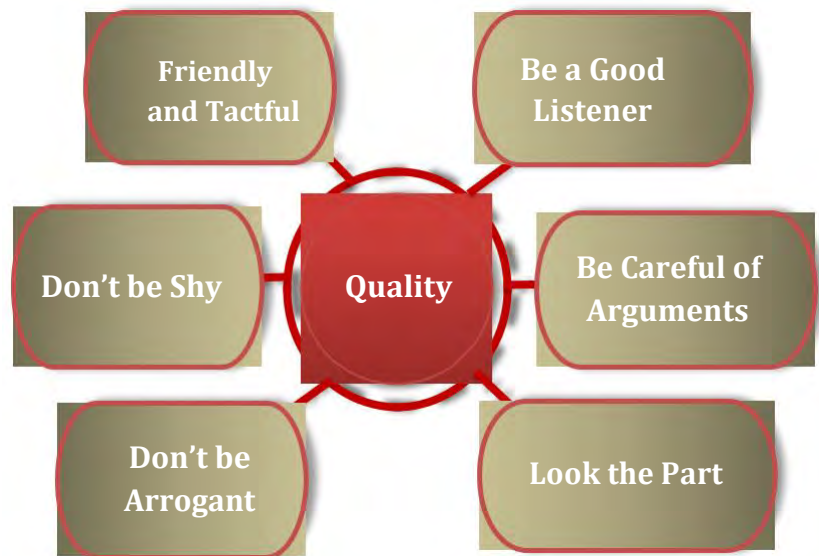 Friendly
and Tactful
Be a Good
Listener
Don’t be Shy
Quality
Be Careful of
Arguments
Don’t be
Arrogant
Look the Part